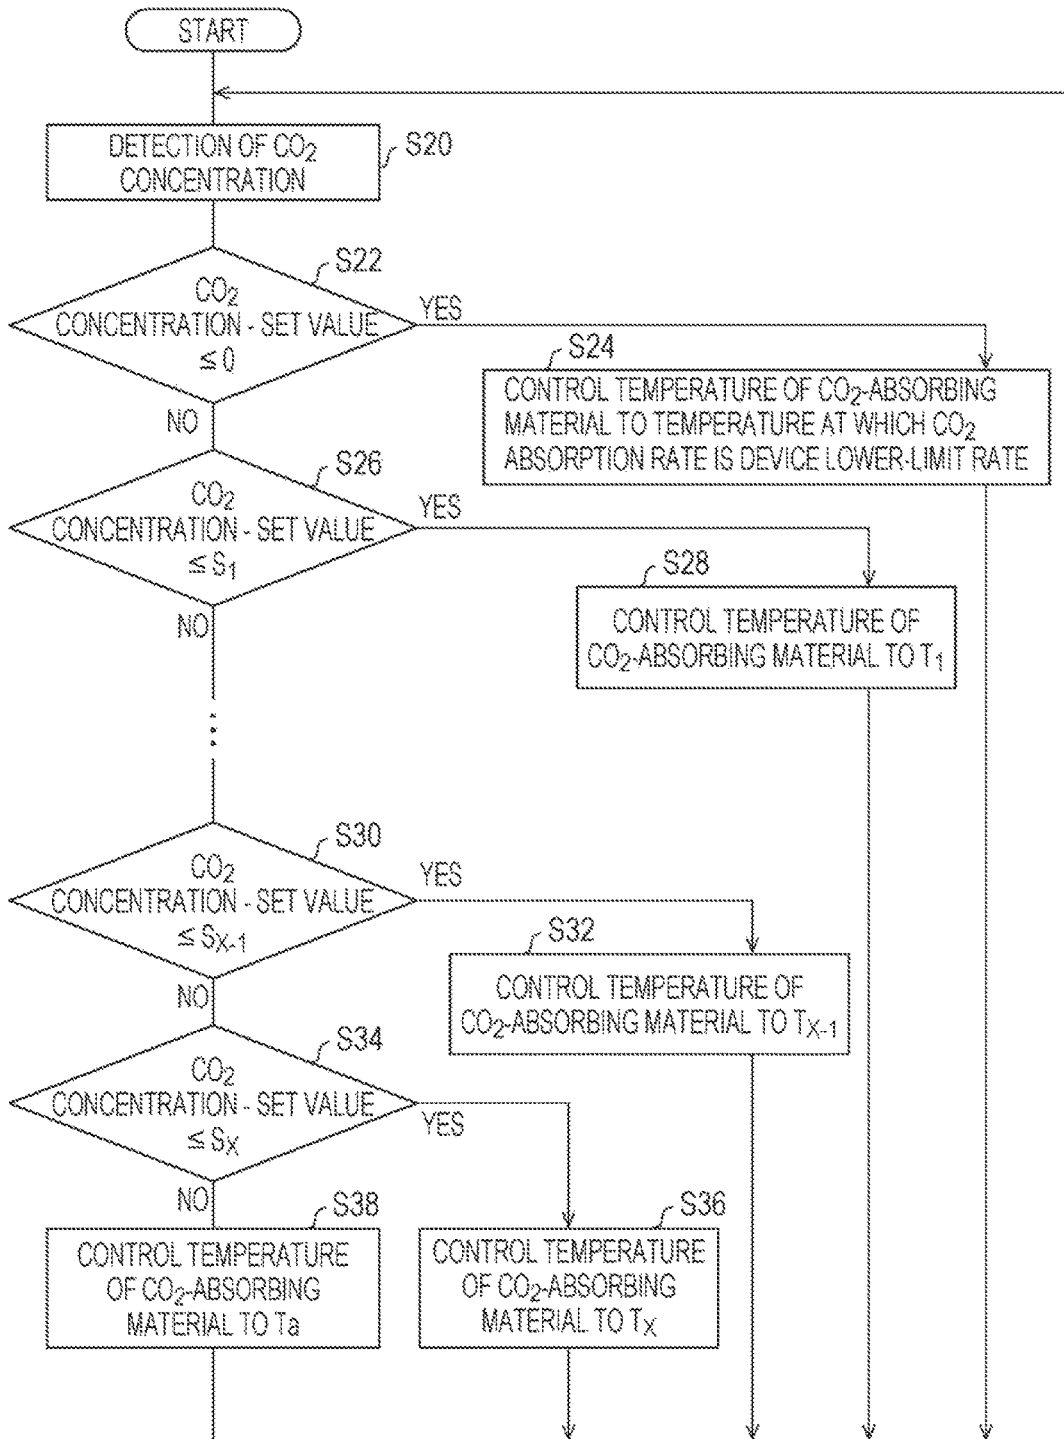 START
DETECTION OF CO2
CONCENTRATION
S20
S22
CO2
CONCENTRATION - SET VALUE
≤ 0
YES
NO
S24
CONTROL TEMPERATURE OF CO2-ABSORBING
MATERIAL TO TEMPERATURE AT WHICH CO2
ABSORPTION RATE IS DEVICE LOWER-LIMIT RATE
S26
CO2
CONCENTRATION - SET VALUE
≤ S1
YES
NO
S28
CONTROL TEMPERATURE OF
CO2-ABSORBING MATERIAL TO T1
S30
CO2
CONCENTRATION - SET VALUE
≤ SX-1
YES
NO
S32
CONTROL TEMPERATURE OF
CO2-ABSORBING MATERIAL TO TX-1
S34
CO2
CONCENTRATION - SET VALUE
≤ SX
YES
NO
S38
CONTROL TEMPERATURE
OF CO2-ABSORBING
MATERIAL TO Ta
S36
CONTROL TEMPERATURE
OF CO2-ABSORBING
MATERIAL TO TX